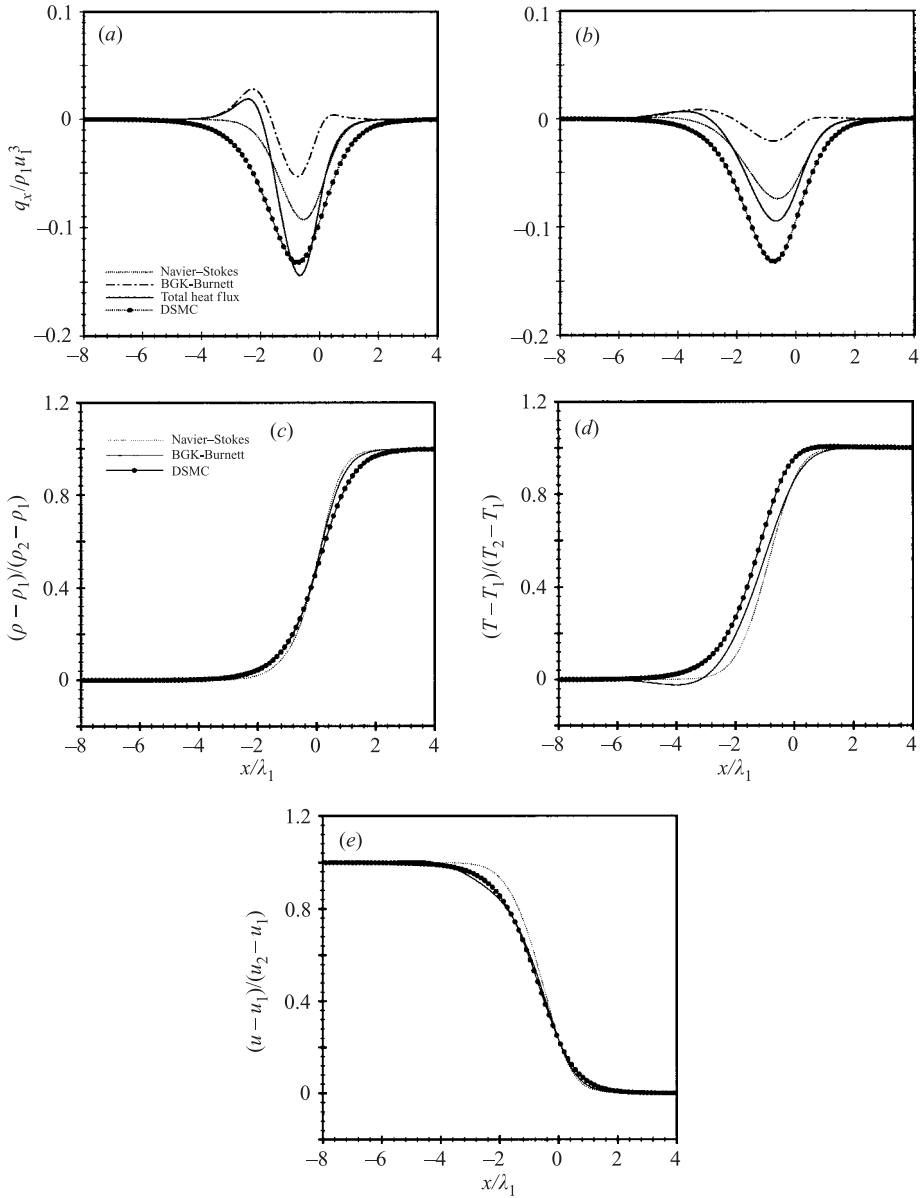 0.1
0
−0.1
−0.2
q_x/ρ_1u_1^3
(a)
Navier–Stokes
BGK-Burnett
Total heat flux
DSMC
−8 −6 −4 −2 0 2 4
0.1
0
−0.1
−0.2
(b)
−8 −6 −4 −2 0 2 4
1.2
0.8
0.4
0
(ρ − ρ_1)/(ρ_2 − ρ_1)
(c)
Navier–Stokes
BGK-Burnett
DSMC
−8 −6 −4 −2 0 2 4
x/λ_1
1.2
0.8
0.4
0
(T − T_1)/(T_2 − T_1)
(d)
−8 −6 −4 −2 0 2 4
x/λ_1
1.2
0.8
0.4
0
(u − u_1)/(u_2 − u_1)
(e)
−8 −6 −4 −2 0 2 4
x/λ_1